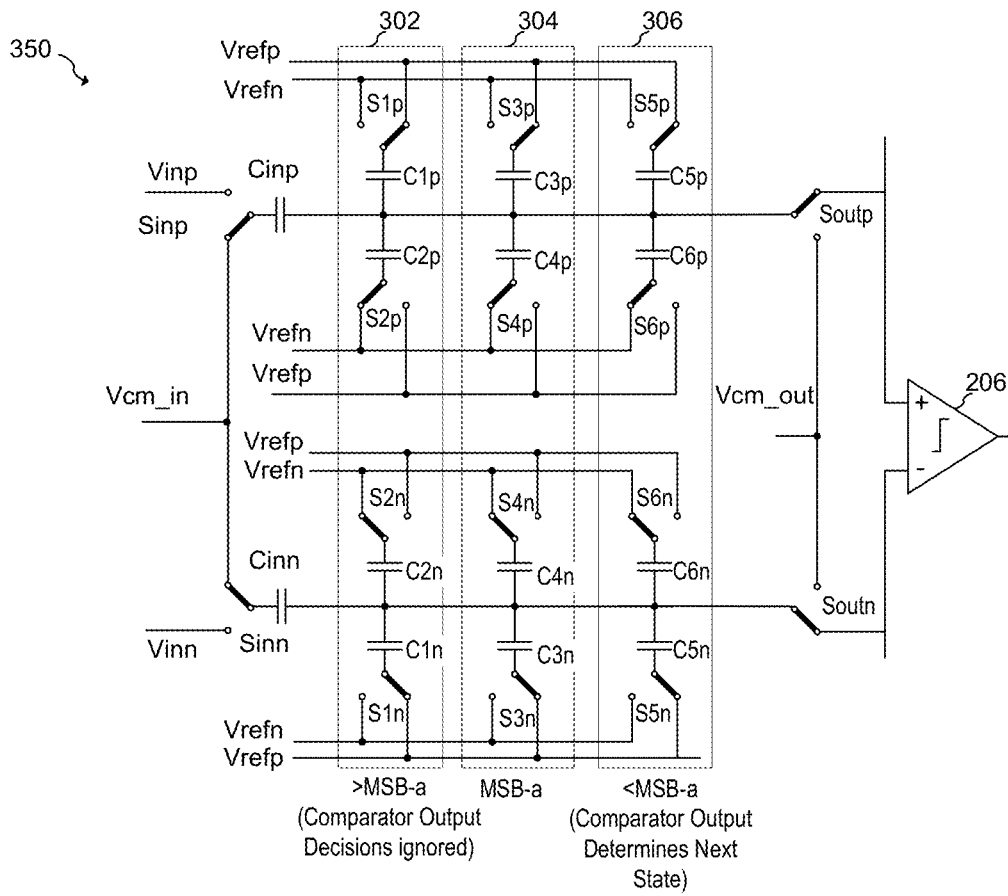 302
304
306
350
Vrefp
Vrefn
S1p
S3p
S5p
Vinp
Cinp
C1p
C3p
C5p
Sinp
Soutp
C2p
C4p
C6p
S2p
S4p
S6p
Vrefn
Vrefp
Vcm_in
Vcm_out
206
+
-
Vrefp
Vrefn
S2n
S4n
S6n
Cinn
C2n
C4n
C6n
Soutn
Vinn
Sinn
C1n
C3n
C5n
S1n
S3n
S5n
Vrefn
Vrefp
>MSB-a
(Comparator Output
Decisions ignored)
MSB-a
<MSB-a
(Comparator Output
Determines Next
State)